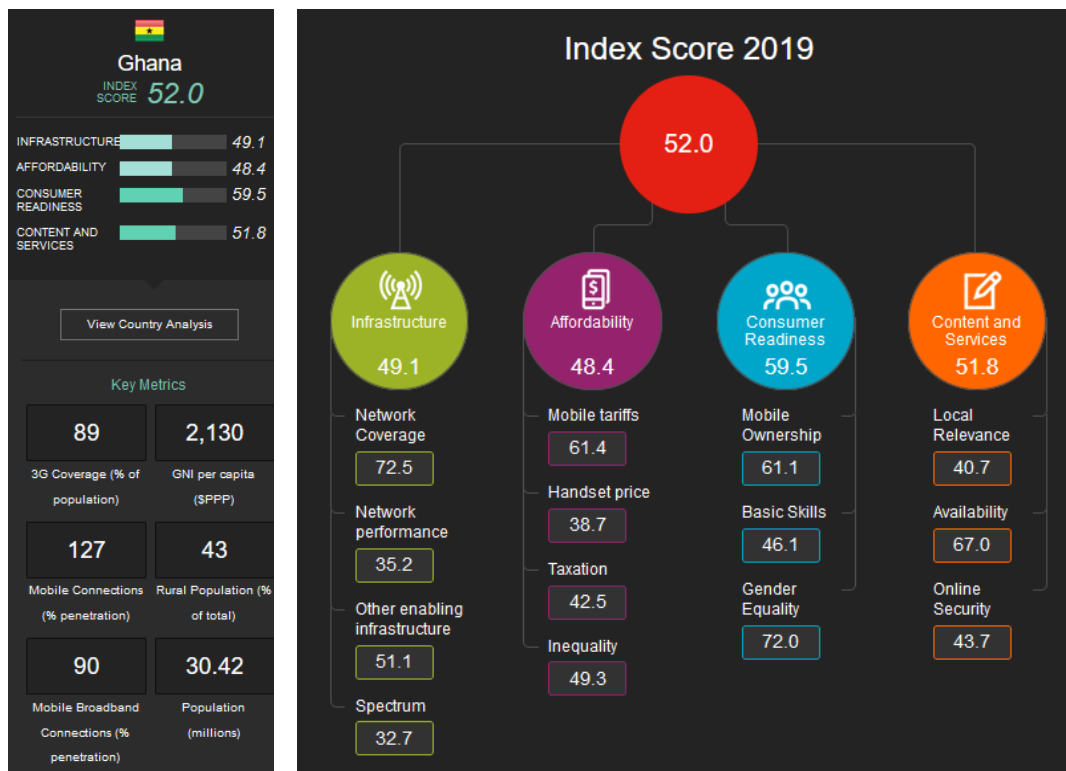 Ghana
INDEX
SCORE 52.0
INFRASTRUCTURE 49.1
AFFORDABILITY 48.4
CONSUMER
READINESS 59.5
CONTENT AND
SERVICES 51.8
View Country Analysis
Key Metrics
89 2,130
3G Coverage (% of
population)
GNI per capita
($PPP)
127 43
Mobile Connections
(% penetration)
Rural Population (%
of total)
90 30.42
Mobile Broadband
Connections (%
penetration)
Population
(millions)
Index Score 2019
52.0
Infrastructure
49.1
Network
Coverage
72.5
Network
performance
35.2
Other enabling
infrastructure
51.1
Spectrum
32.7
$
Affordability
48.4
Mobile tariffs
61.4
Handset price
38.7
Taxation
42.5
Inequality
49.3
Consumer
Readiness
59.5
Mobile
Ownership
61.1
Basic Skills
46.1
Gender
Equality
72.0
Content and
Services
51.8
Local
Relevance
40.7
Availability
67.0
Online
Security
43.7